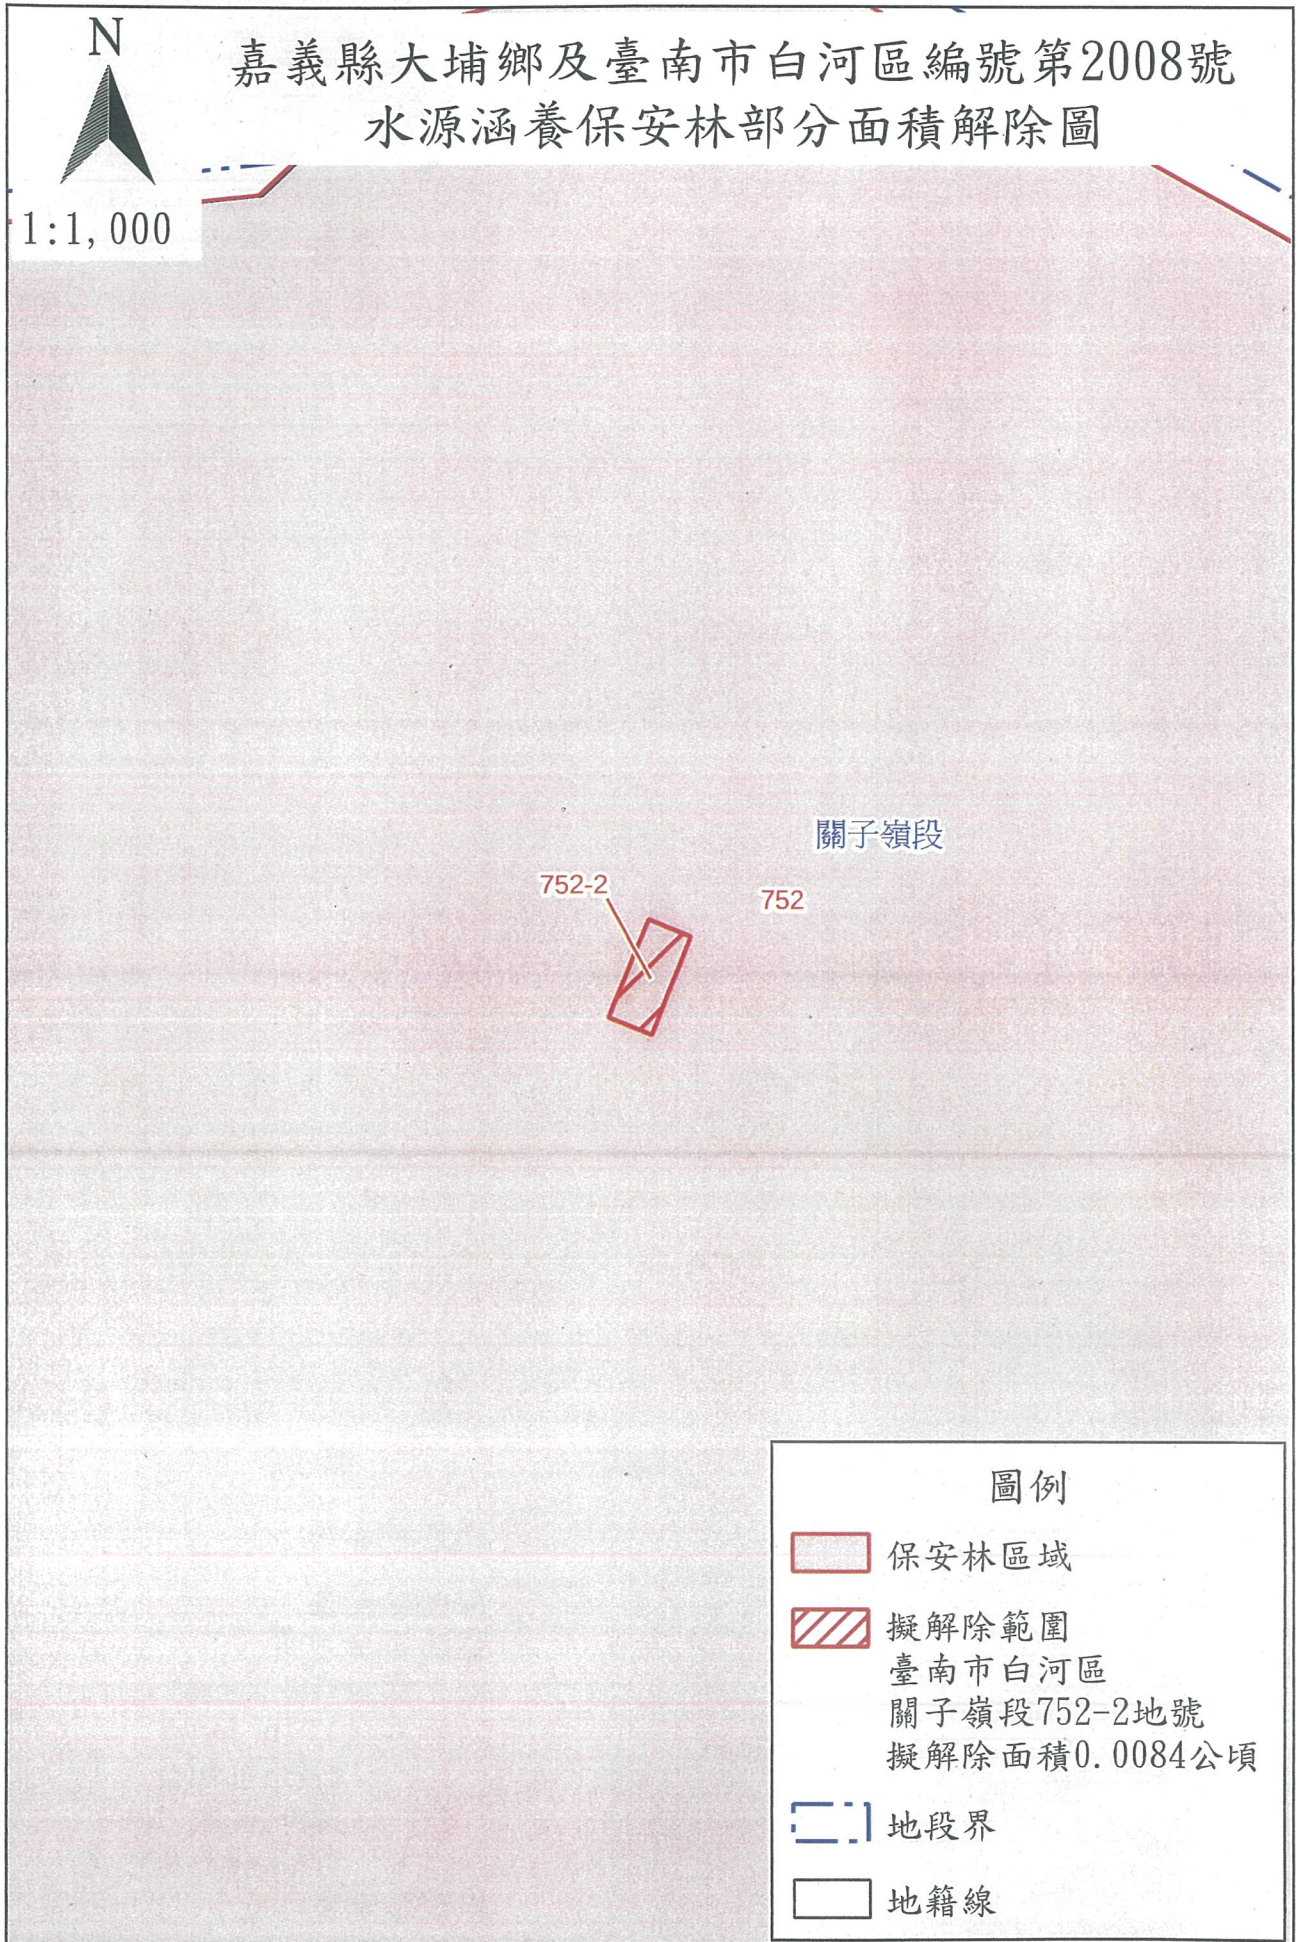 N
嘉義縣大埔鄉及臺南市白河區編號第2008號
水源涵養保安林部分面積解除圖
1:1,000
關子嶺段
752-2
752
圖例
保安林區域
擬解除範圍
臺南市白河區
關子嶺段752-2地號
擬解除面積0.0084公頃
地段界
地籍線